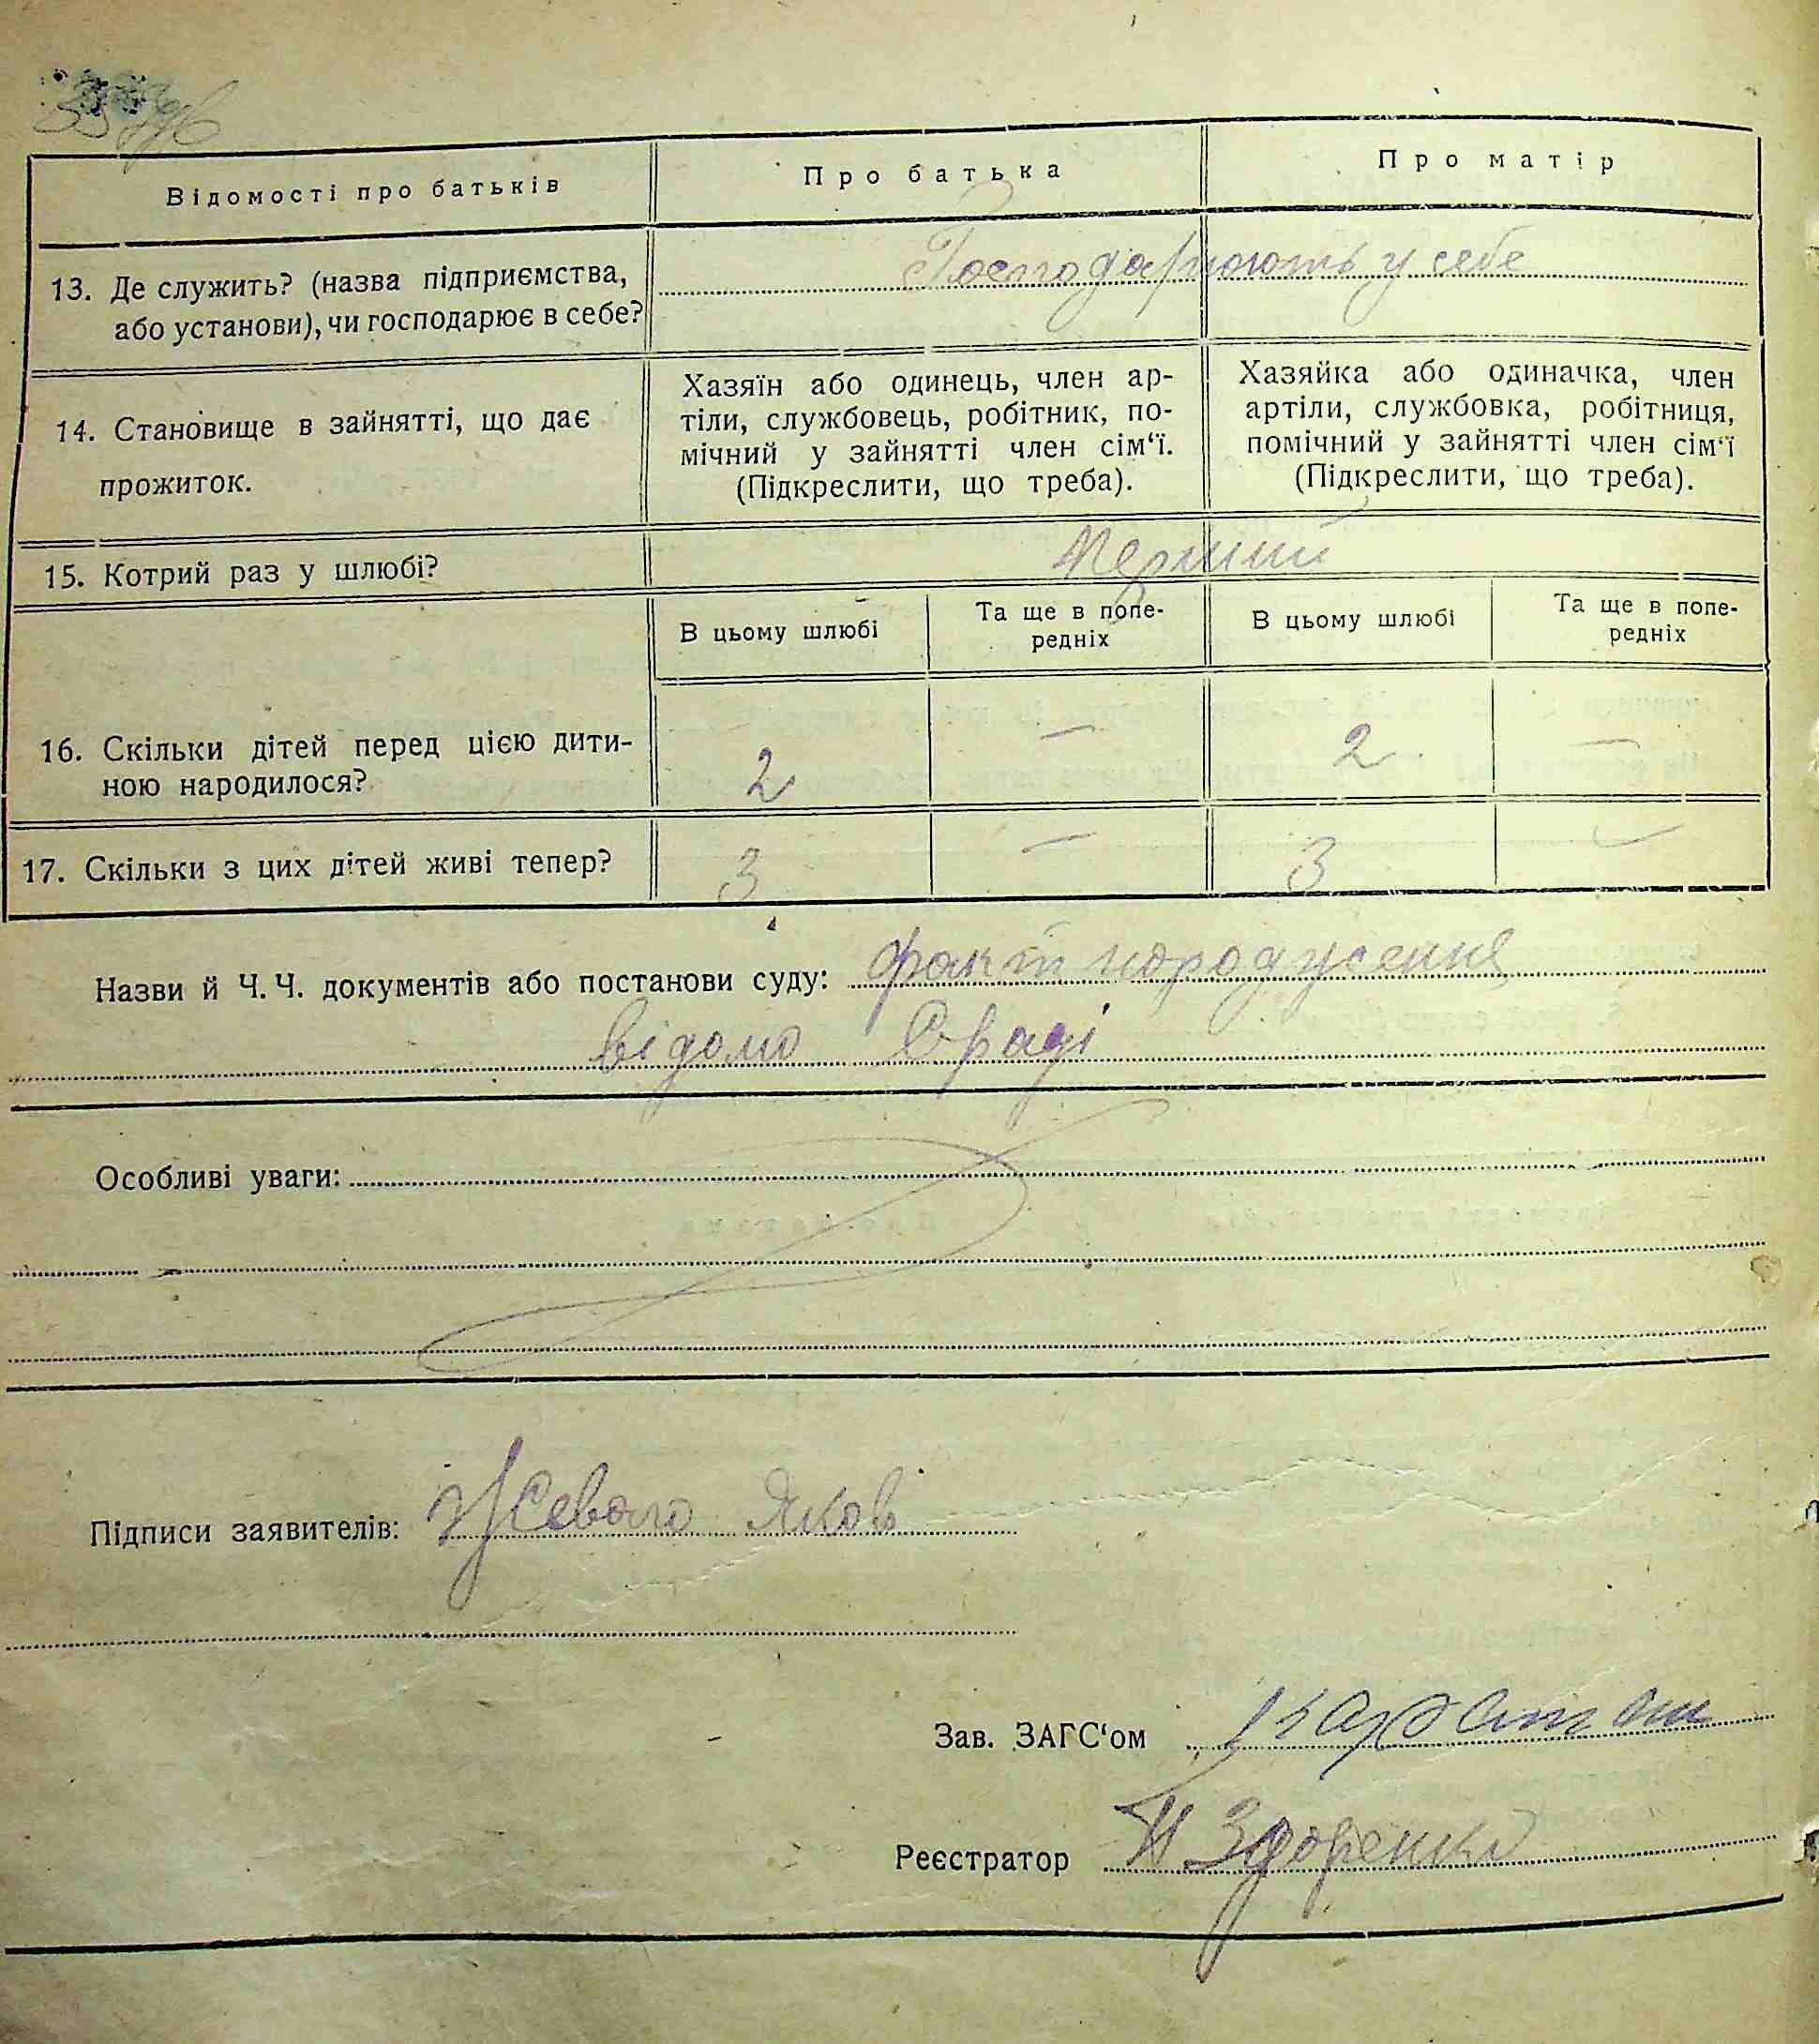 Відомості про батьків
Про батька
Про матір
13. Де служить? (назва підприємства,
або установи), чи господарює в себе?
Господарюють у себе
14. Становище в зайнятті, що дає
прожиток.
Хазяїн або одинець, член ар-
тіли, службовець, робітник, по-
мічний у зайнятті член сім‘ї.
(Підкреслити, що треба).
Хазяйка або одиначка, член
артіли, службовка, робітниця,
помічний у зайнятті член сім‘ї
(Підкреслити, що треба).
15. Котрий раз у шлюбі?
Перший
В цьому шлюбі
Та ще в попе-
редніх
В цьому шлюбі
Та ще в попе-
редніх
16. Скільки дітей перед цією дити-
ною народилося?
2 — 2 —
17. Скільки з цих дітей живі тепер?
3 — 3 —
Назви й Ч. Ч. документів або постанови суду: факт народження
відомо С/раді
Особливі уваги:
Підписи заявителів: Жеваго Яков
Зав. ЗАГС‘ом
Реєстратор Здоренко